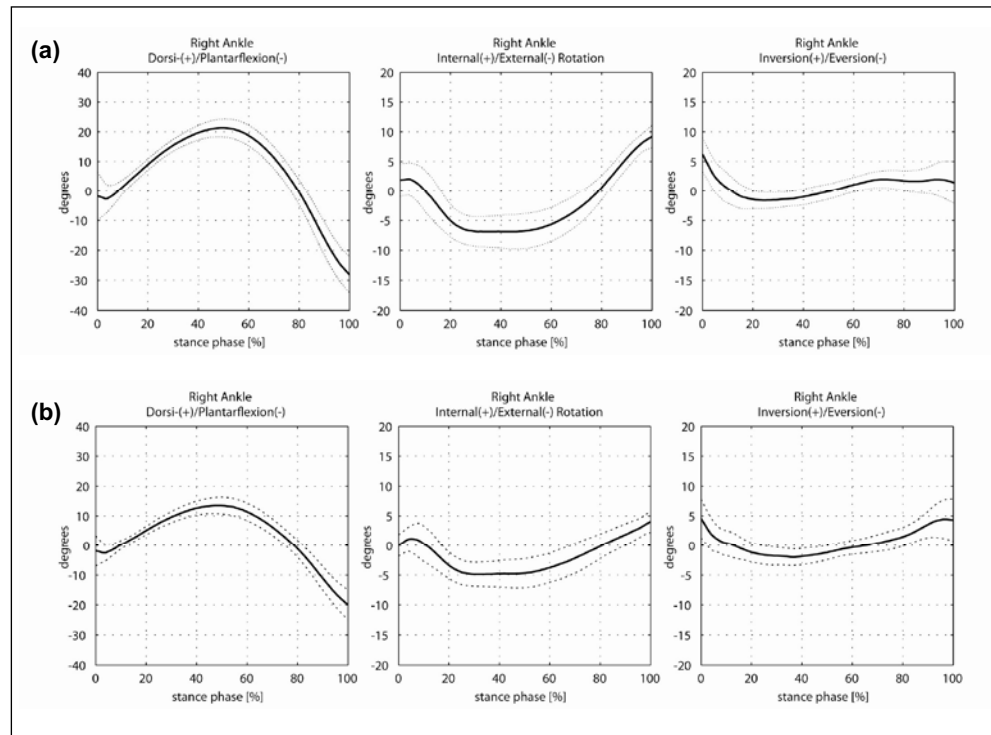 (a)
Right Ankle
Dorsi-(+)/Plantarflexion(-)
40
30
20
10
0
-10
-20
-30
-40
degrees
0 20 40 60 80 100
stance phase [%]
Right Ankle
Internal(+)/External(-) Rotation
20
15
10
5
0
-5
-10
-15
-20
degrees
0 20 40 60 80 100
stance phase [%]
Right Ankle
Inversion(+)/Eversion(-)
20
15
10
5
0
-5
-10
-15
-20
degrees
0 20 40 60 80 100
stance phase [%]
(b)
Right Ankle
Dorsi-(+)/Plantarflexion(-)
40
30
20
10
0
-10
-20
-30
-40
degrees
0 20 40 60 80 100
stance phase [%]
Right Ankle
Internal(+)/External(-) Rotation
20
15
10
5
0
-5
-10
-15
-20
degrees
0 20 40 60 80 100
stance phase [%]
Right Ankle
Inversion(+)/Eversion(-)
20
15
10
5
0
-5
-10
-15
-20
degrees
0 20 40 60 80 100
stance phase [%]